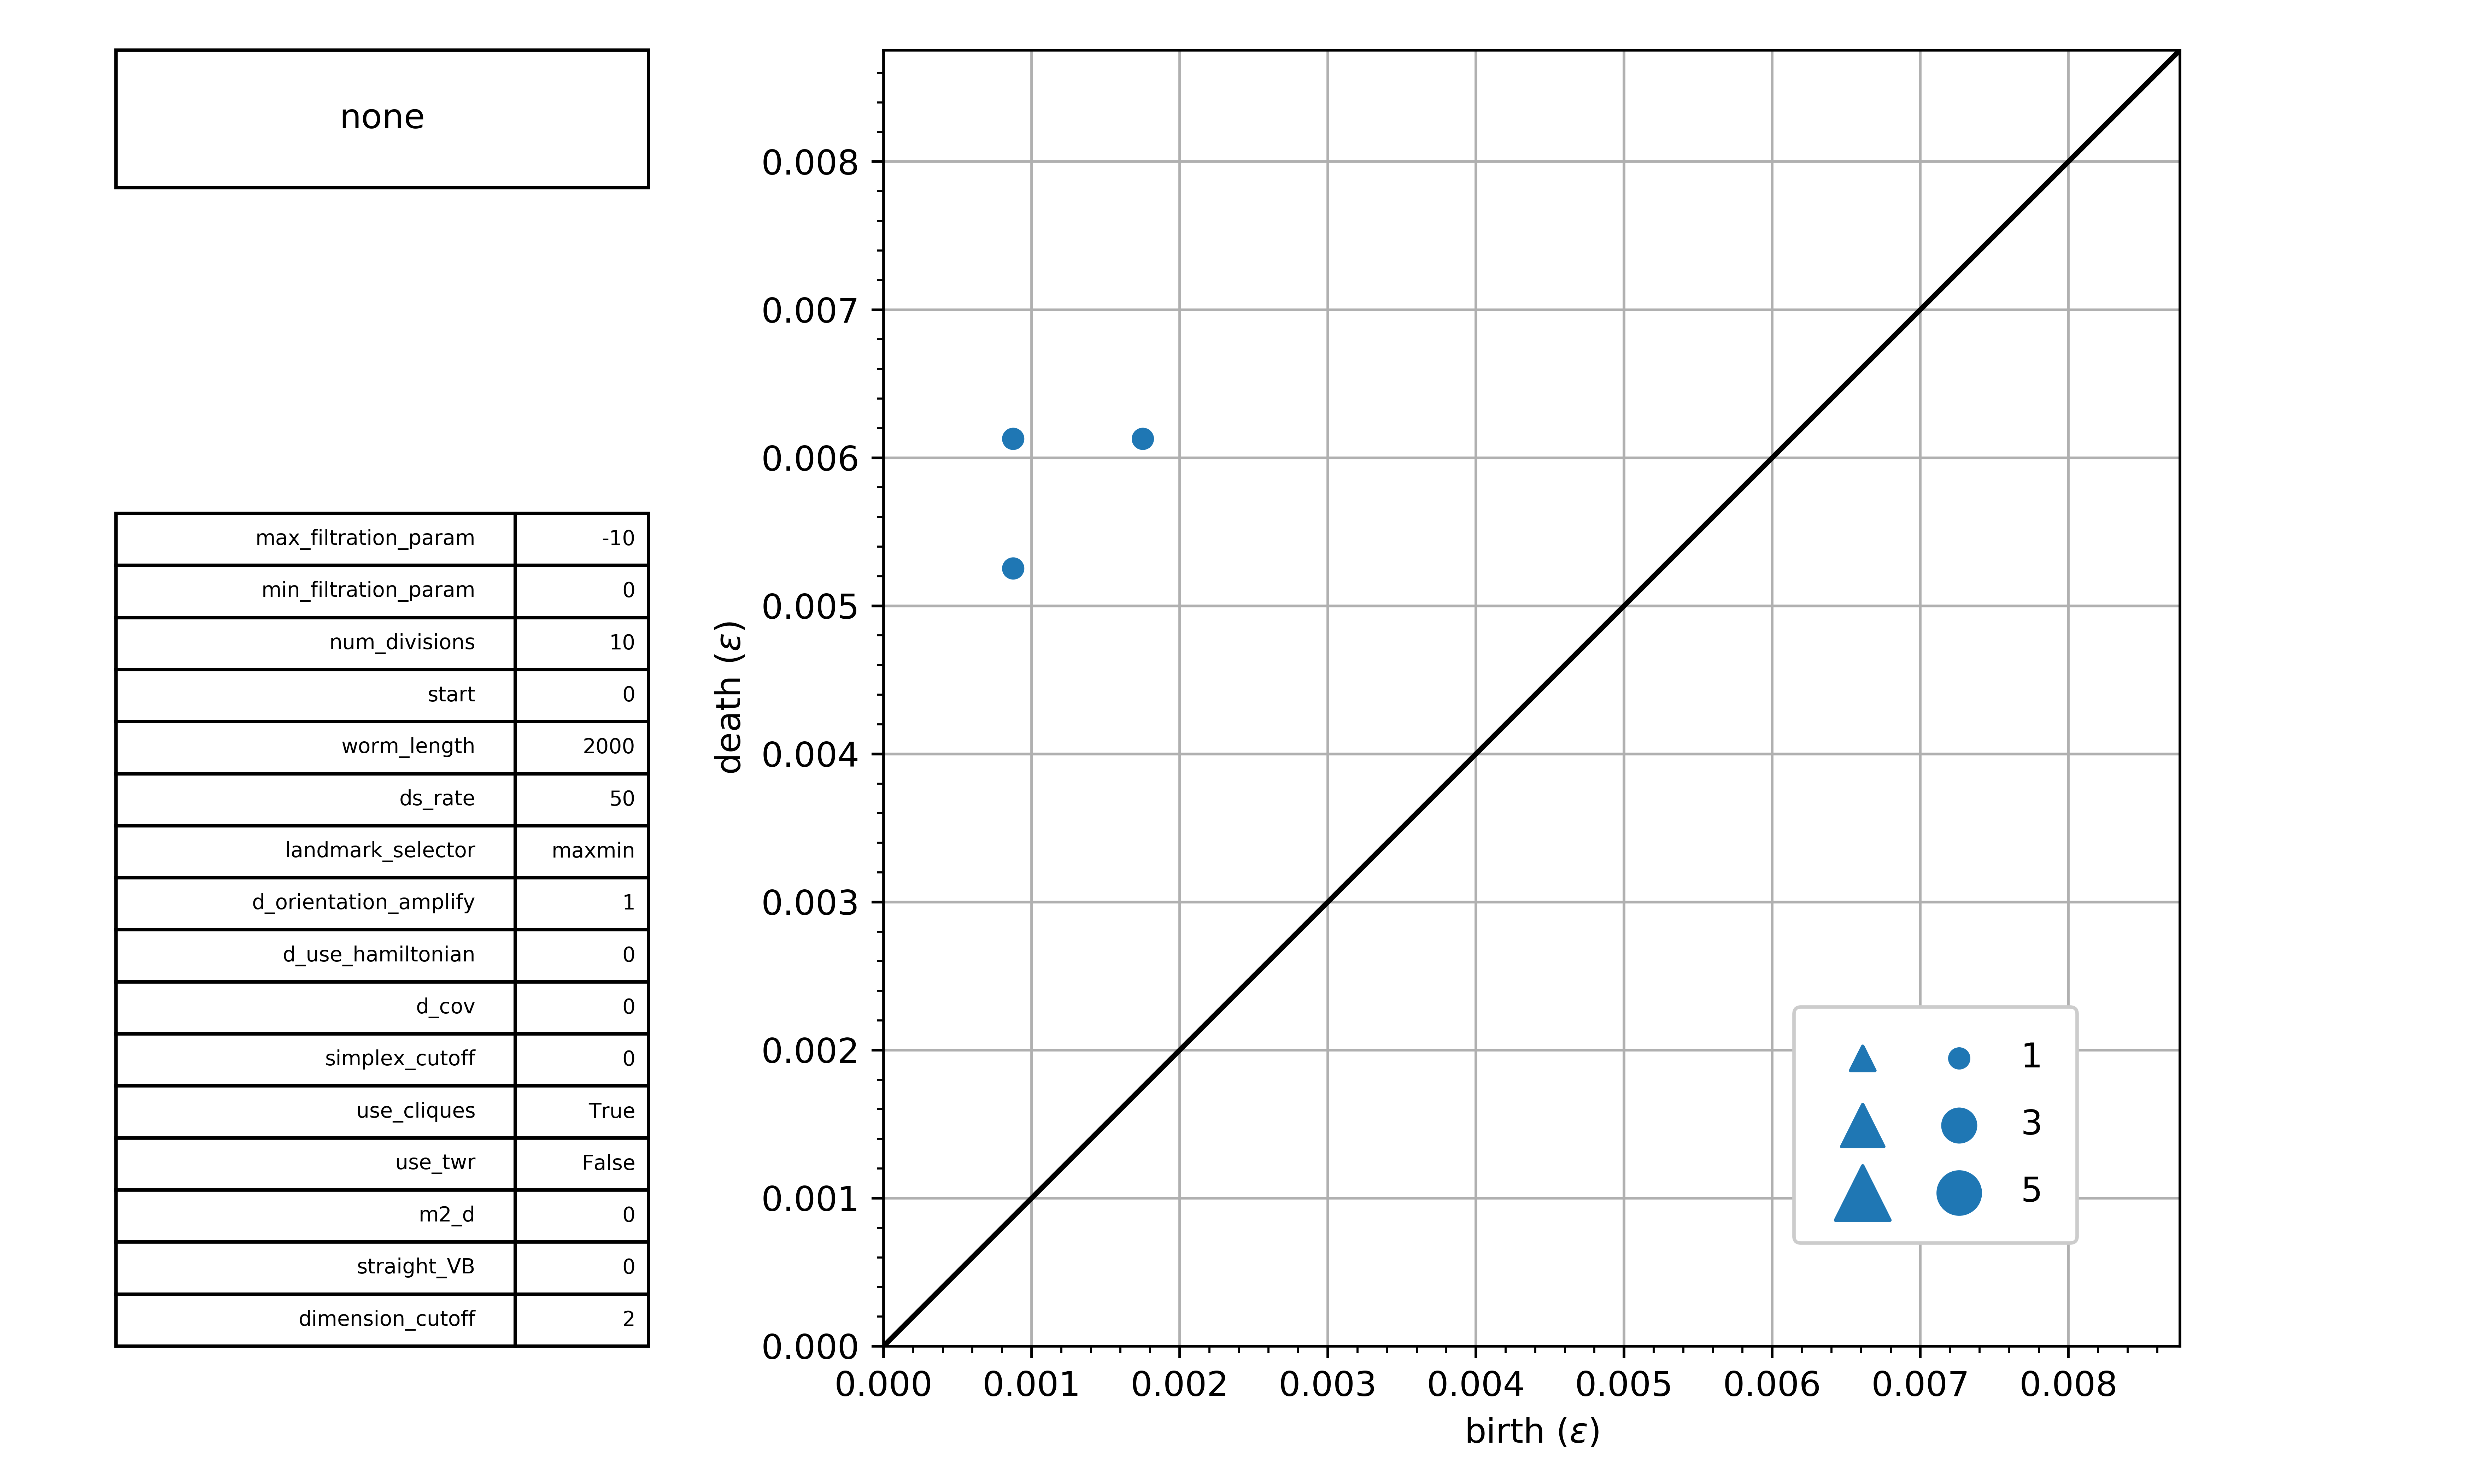 none
max_filtration_param -10
min_filtration_param 0
num_divisions 10
start 0
worm_length 2000
ds_rate 50
landmark_selector maxmin
d_orientation_amplify 1
d_use_hamiltonian 0
d_cov 0
simplex_cutoff 0
use_cliques True
use_twr False
m2_d 0
straight_VB 0
dimension_cutoff 2
death (ε)
0.008
0.007
0.006
0.005
0.004
0.003
0.002
0.001
0.000
1
3
5
0.000 0.001 0.002 0.003 0.004 0.005 0.006 0.007 0.008
birth (ε)